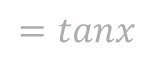 = tanx